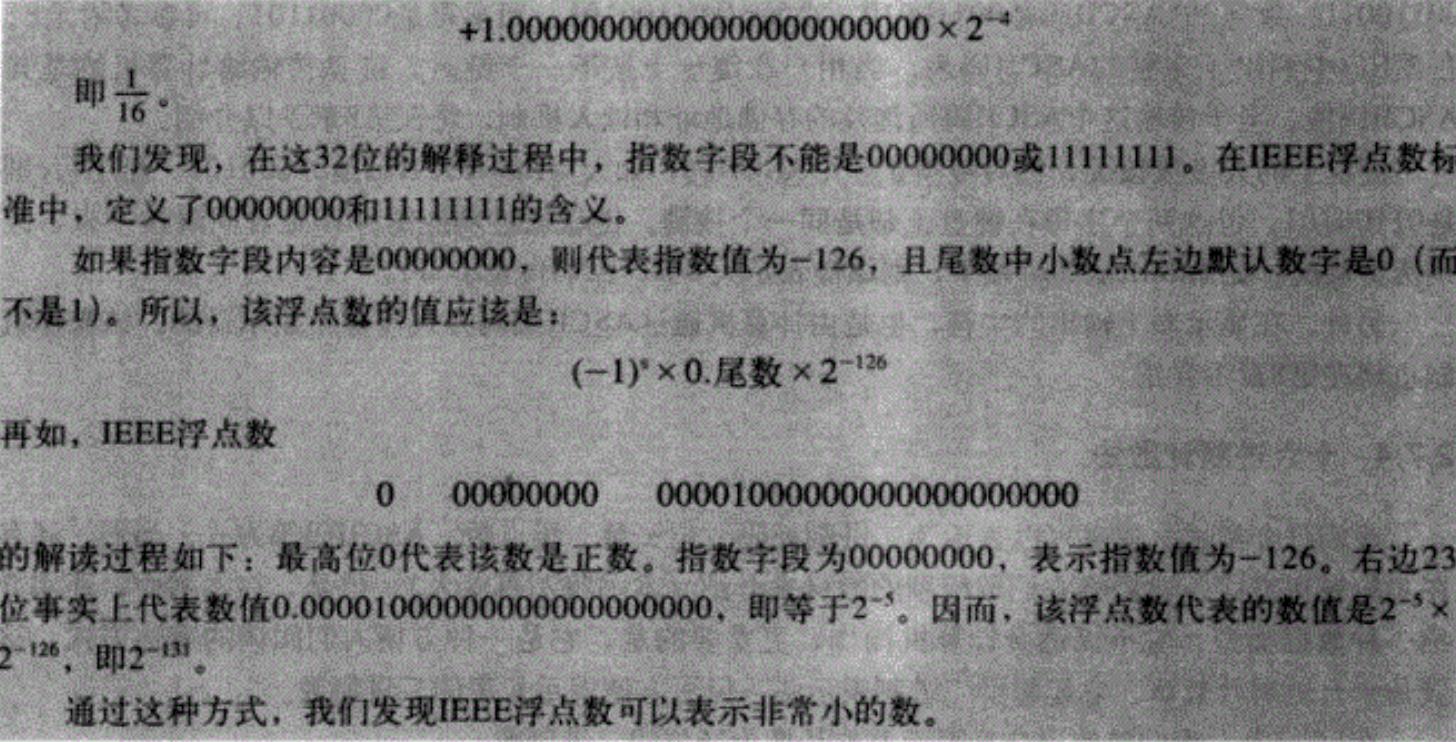 +1.00000000000000000000000 × 2⁻⁴
即 1/16 。
我们发现，在这32位的解释过程中，指数字段不能是00000000或11111111。在IEEE浮点数标
准中，定义了00000000和11111111的含义。
如果指数字段内容是00000000，则代表指数值为−126，且尾数中小数点左边默认数字是0（而
不是1）。所以，该浮点数的值应该是：
(−1)ˢ × 0.尾数 × 2⁻¹²⁶
再如，IEEE浮点数
0 00000000 00001000000000000000000
的解读过程如下：最高位0代表该数是正数。指数字段为00000000，表示指数值为−126。右边23
位事实上代表数值0.00001000000000000000000，即等于2⁻⁵。因而，该浮点数代表的数值是2⁻⁵×
2⁻¹²⁶，即2⁻¹³¹。
通过这种方式，我们发现IEEE浮点数可以表示非常小的数。